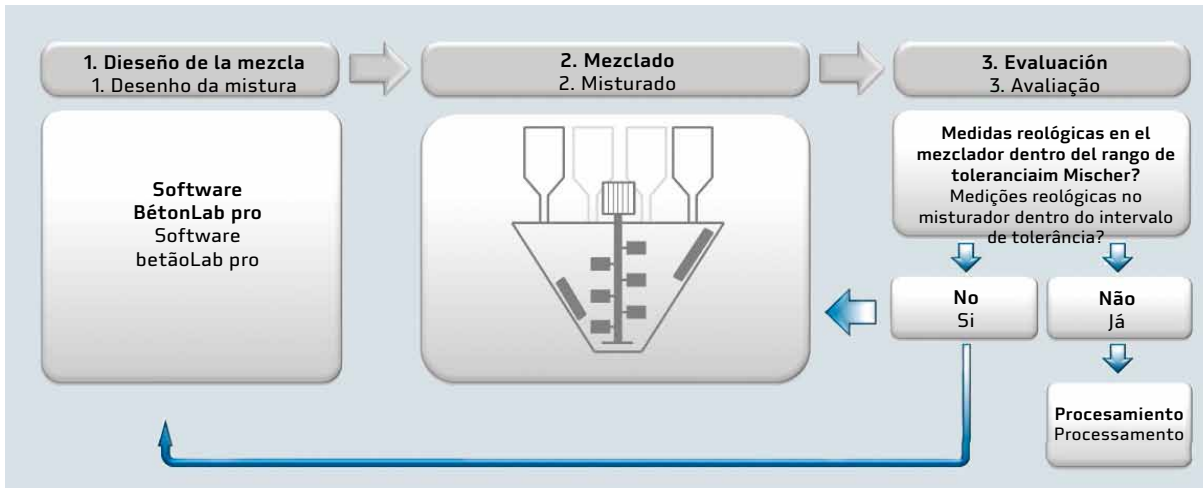 1. Dieseño de la mezcla
1. Desenho da mistura
2. Mezclado
2. Misturado
3. Evaluación
3. Avaliação
Software
BétonLab pro
Software
betãoLab pro
Medidas reológicas en el
mezclador dentro del rango de
toleranciaim Mischer?
Medições reológicas no
misturador dentro do intervalo
de tolerância?
No
Si
Não
Já
Procesamiento
Processamento